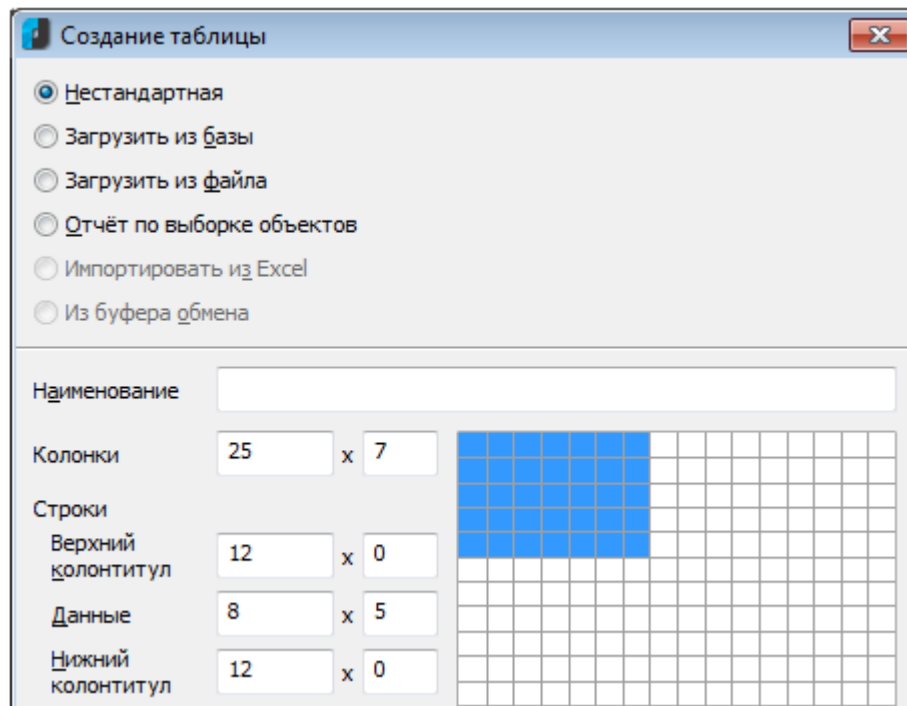 Создание таблицы
Нестандартная
Загрузить из базы
Загрузить из файла
Отчёт по выборке объектов
Импортировать из Excel
Из буфера обмена
Наименование
Колонки 25 x 7
Строки
Верхний
колонтитул 12 x 0
Данные 8 x 5
Нижний
колонтитул 12 x 0